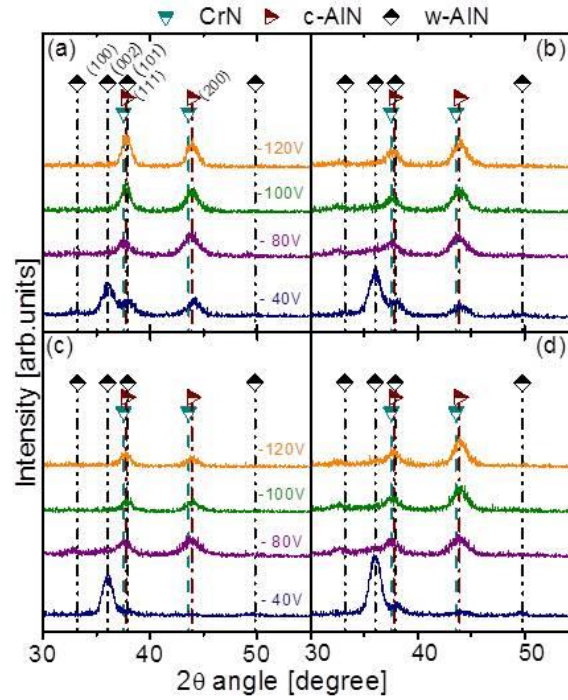 CrN c-AlN w-AlN
(a) (b)
(100) (002) (101)
(111) (200)
-120V
-100V
- 80V
- 40V
(c) (d)
-120V
-100V
- 80V
- 40V
Intensity [arb.units]
30 40 50 30 40 50
2θ angle [degree]